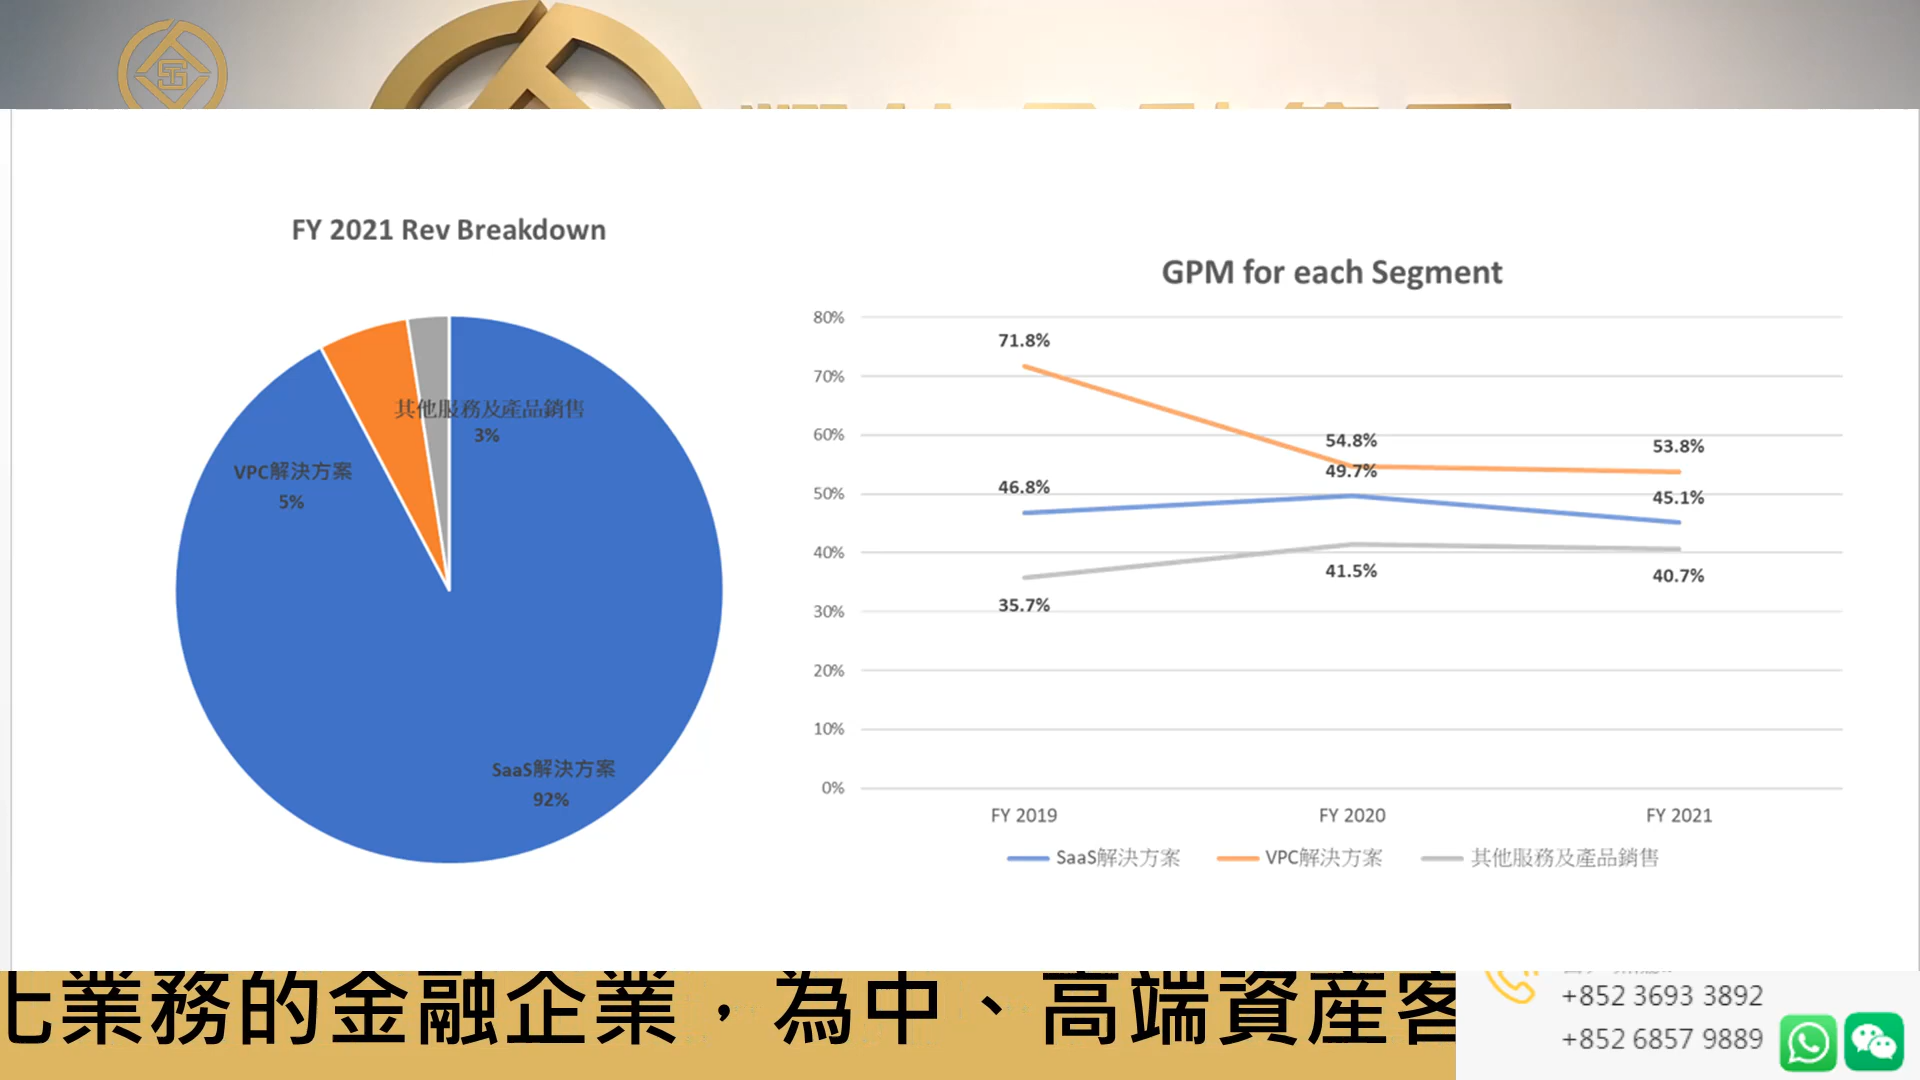 FY 2021 Rev Breakdown
其他服務及產品銷售
3%
VPC解決方案
5%
SaaS解決方案
92%
GPM for each Segment
80%
70%
60%
50%
40%
30%
20%
10%
0%
71.8%
54.8%
53.8%
46.8%
49.7%
45.1%
35.7%
41.5%
40.7%
FY 2019 FY 2020 FY 2021
SaaS解決方案 VPC解決方案 其他服務及產品銷售
業務的金融企業，為中、高端資產客
+852 3693 3892
+852 6857 9889